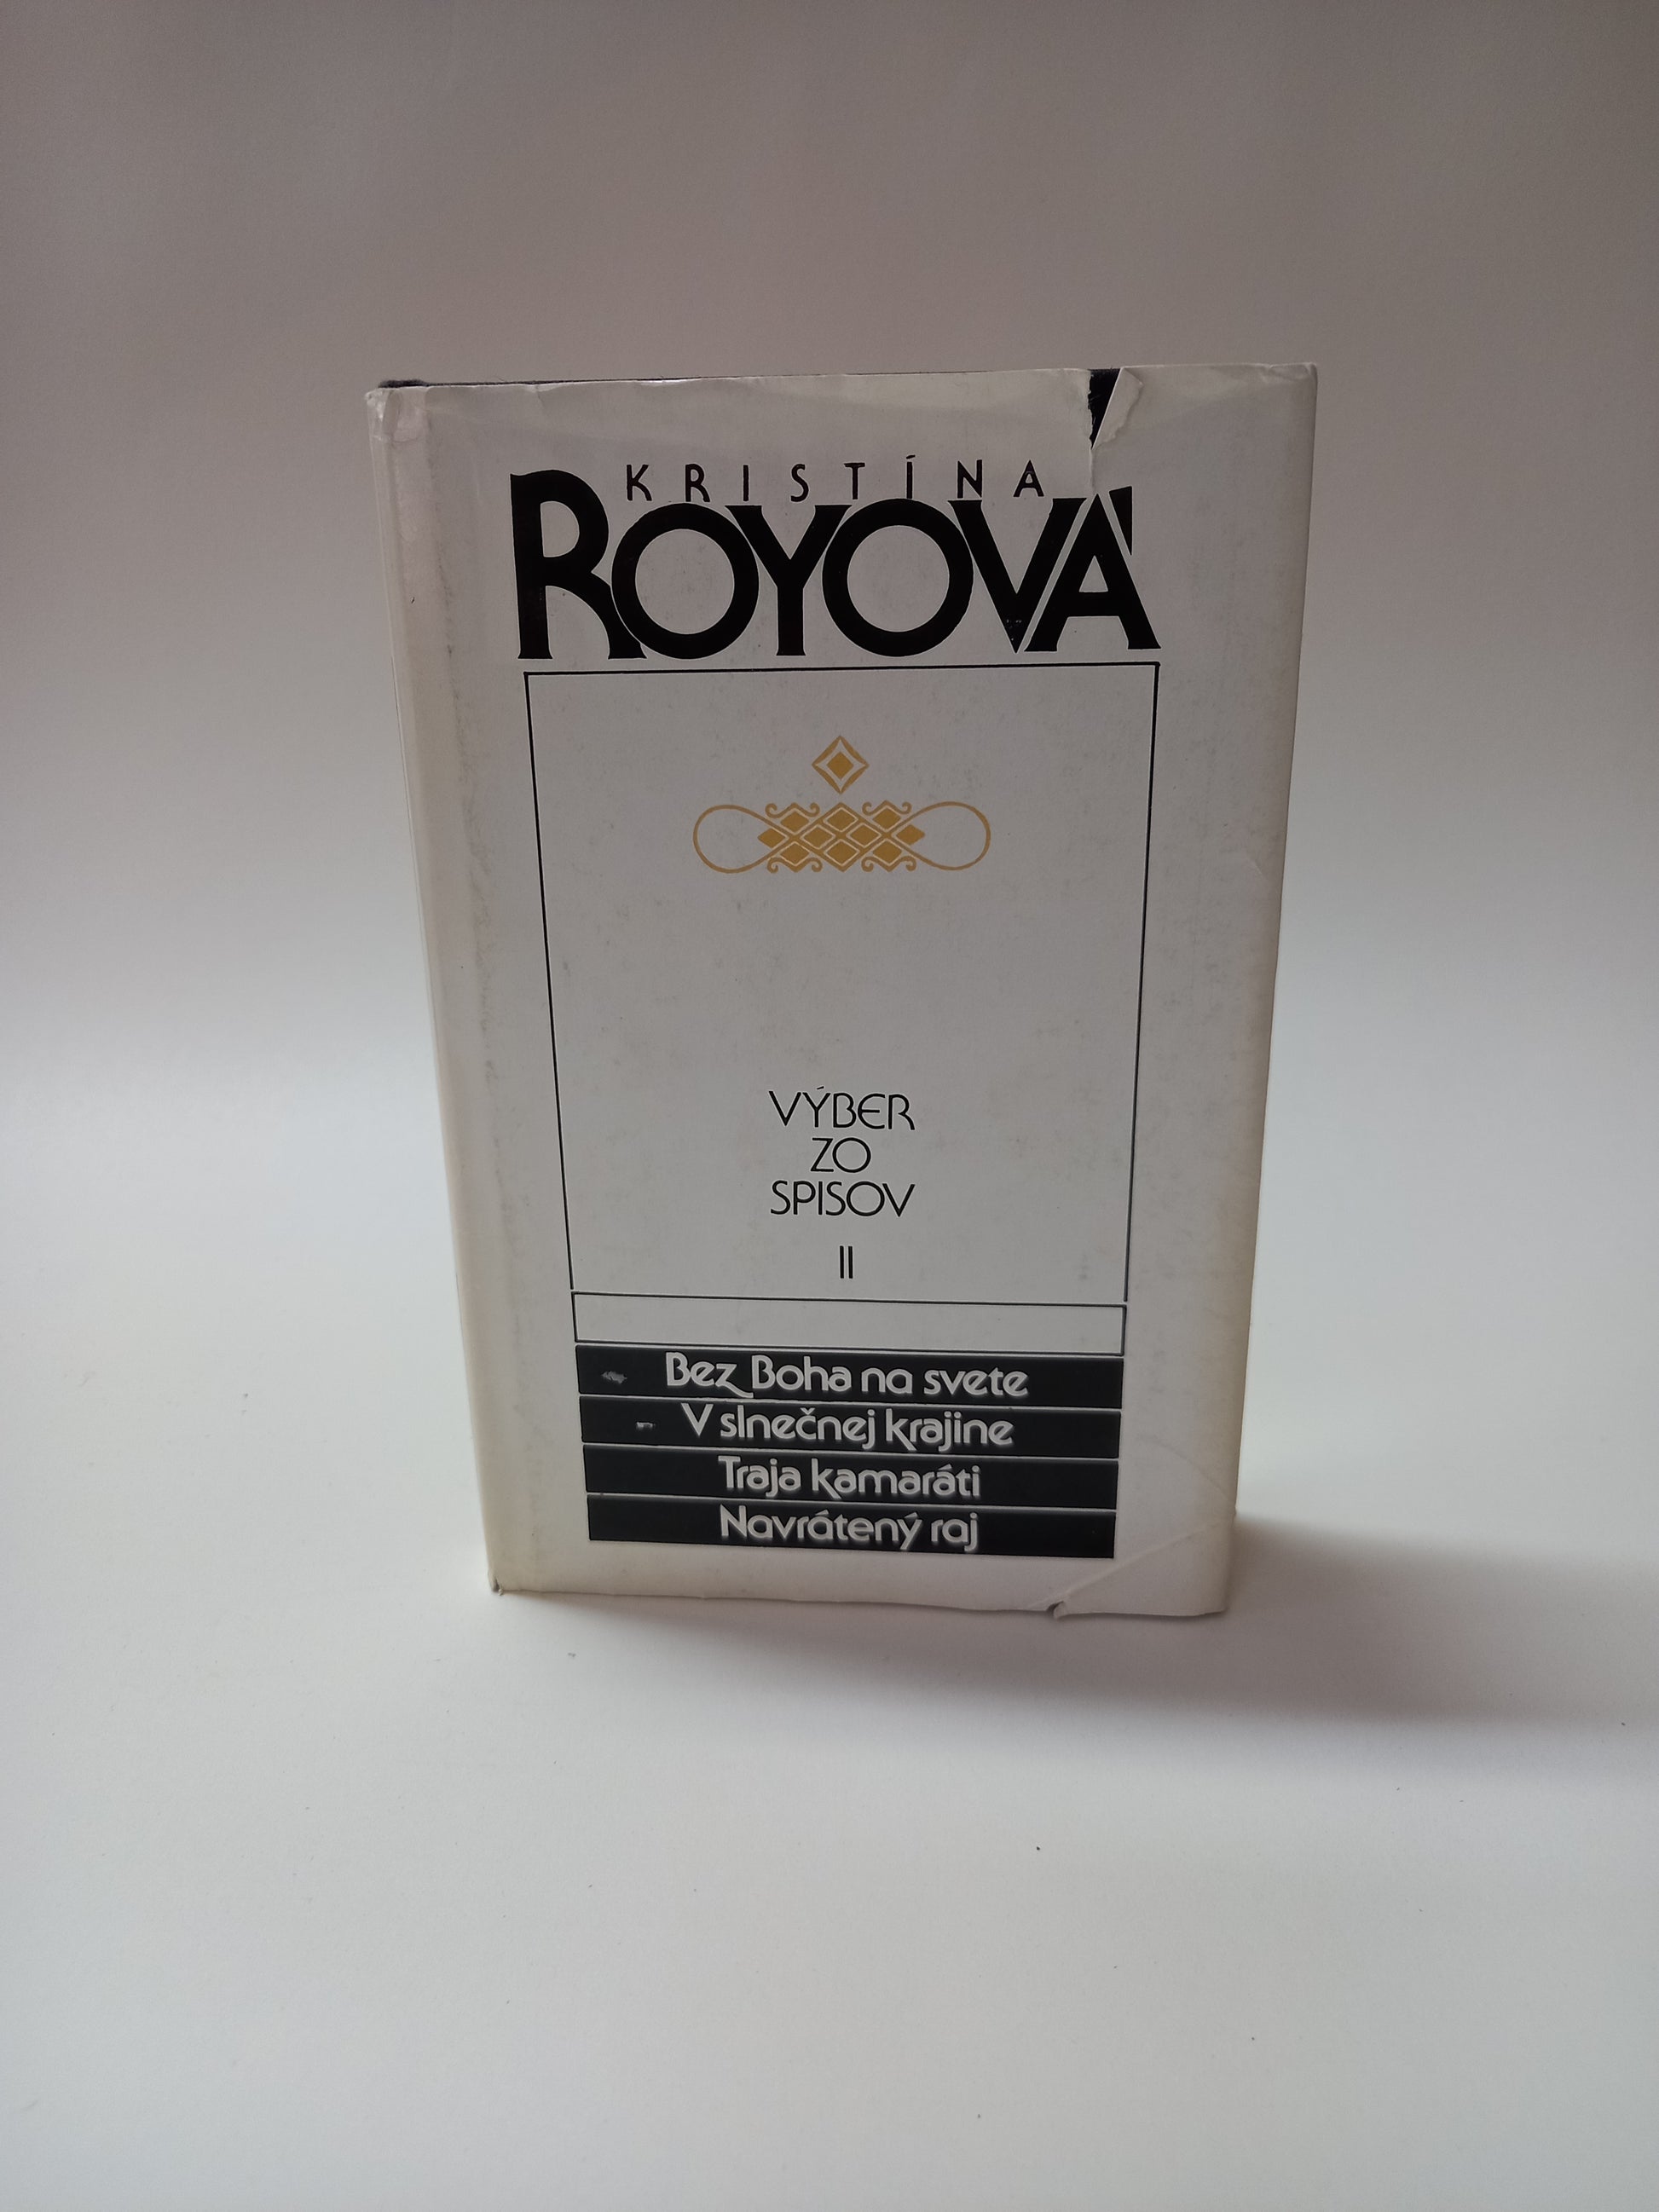 KRISTÍNA
ROYOVÁ
VÝBER
ZO
SPISOV
II
Bez Boha na svete
V slnečnej krajine
Traja kamaráti
Navrátený raj